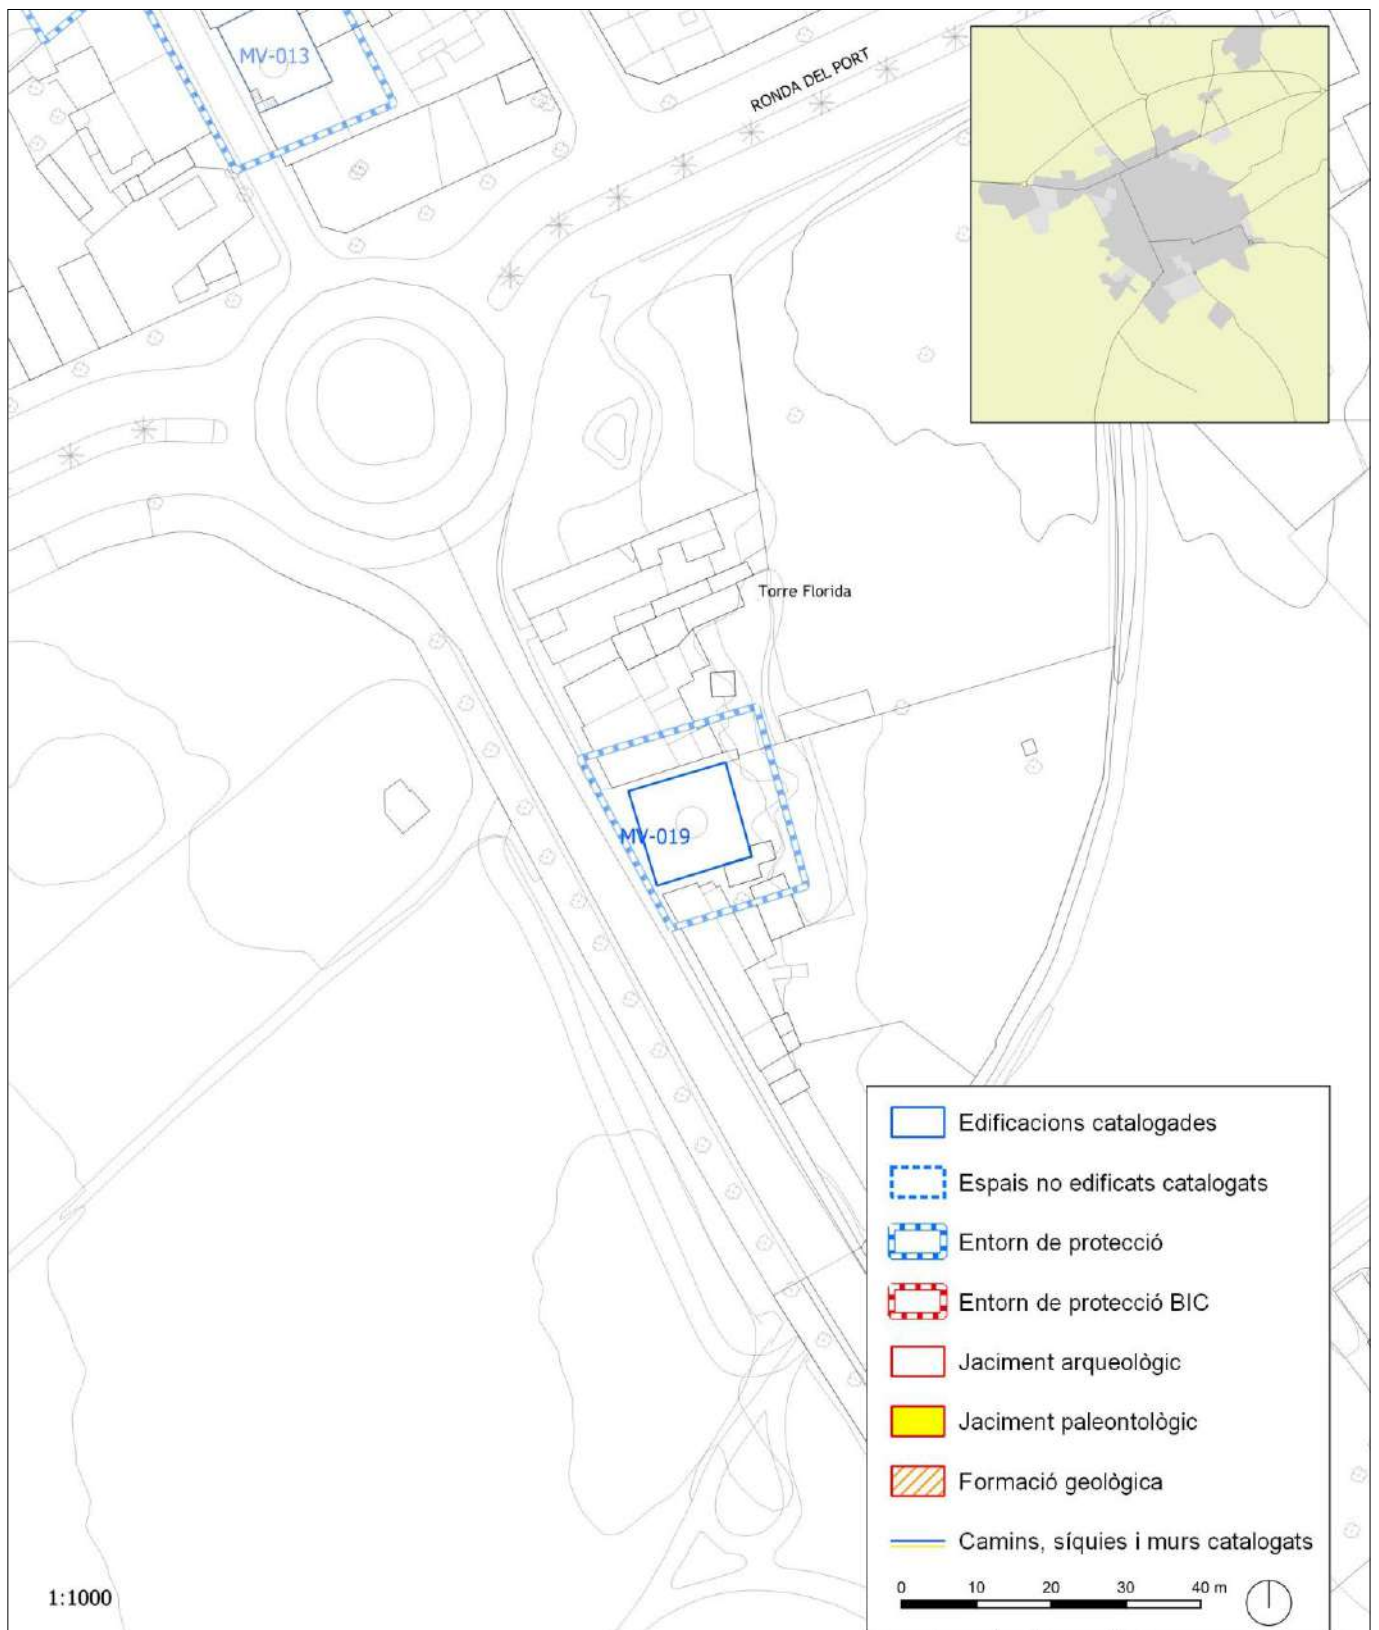 MV-013
RONDA DEL PORT
Torre Florida
MV-019
Edificacions catalogades
Espais no edificats catalogats
Entorn de protecció
Entorn de protecció BIC
Jaciment arqueològic
Jaciment paleontològic
Formació geològica
Camins, síquies i murs catalogats
0 10 20 30 40 m
1:1000